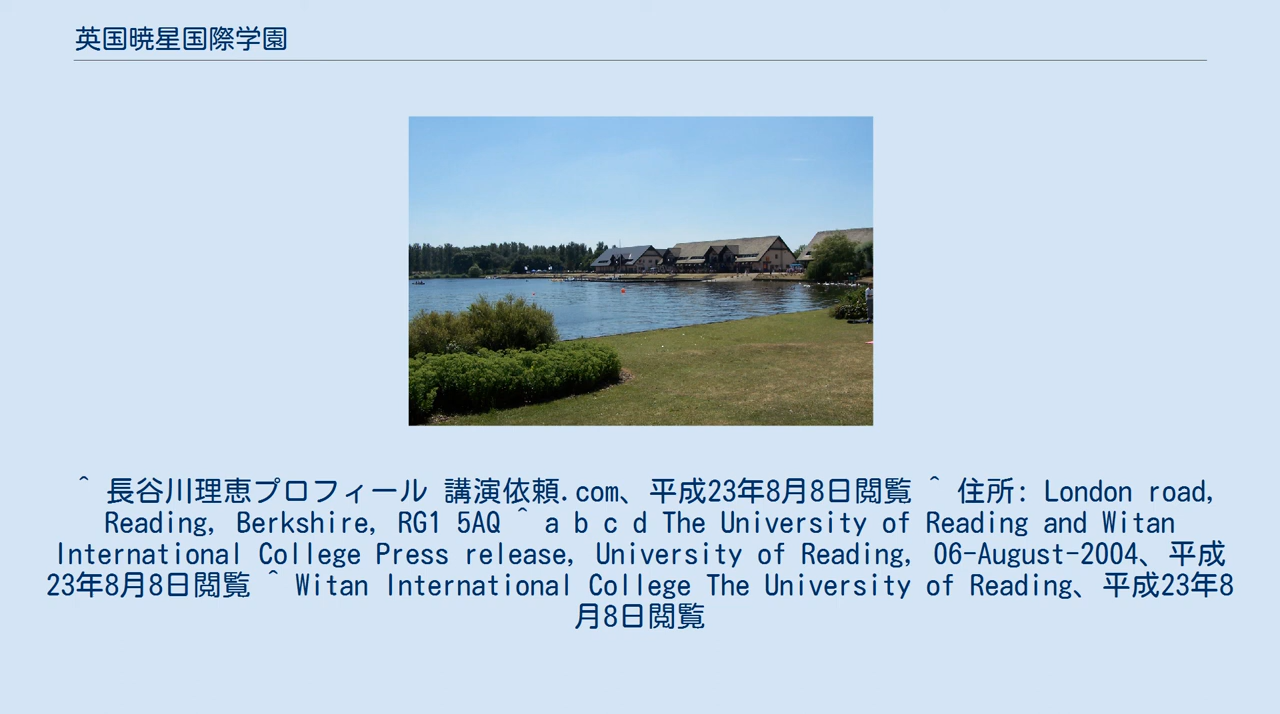 英国暁星国際学園
^ 長谷川理恵プロフィール 講演依頼.com、平成23年8月8日閲覧 ^ 住所: London road,
Reading, Berkshire, RG1 5AQ ^ a b c d The University of Reading and Witan
International College Press release, University of Reading, 06-August-2004、平成
23年8月8日閲覧 ^ Witan International College The University of Reading、平成23年8
月8日閲覧